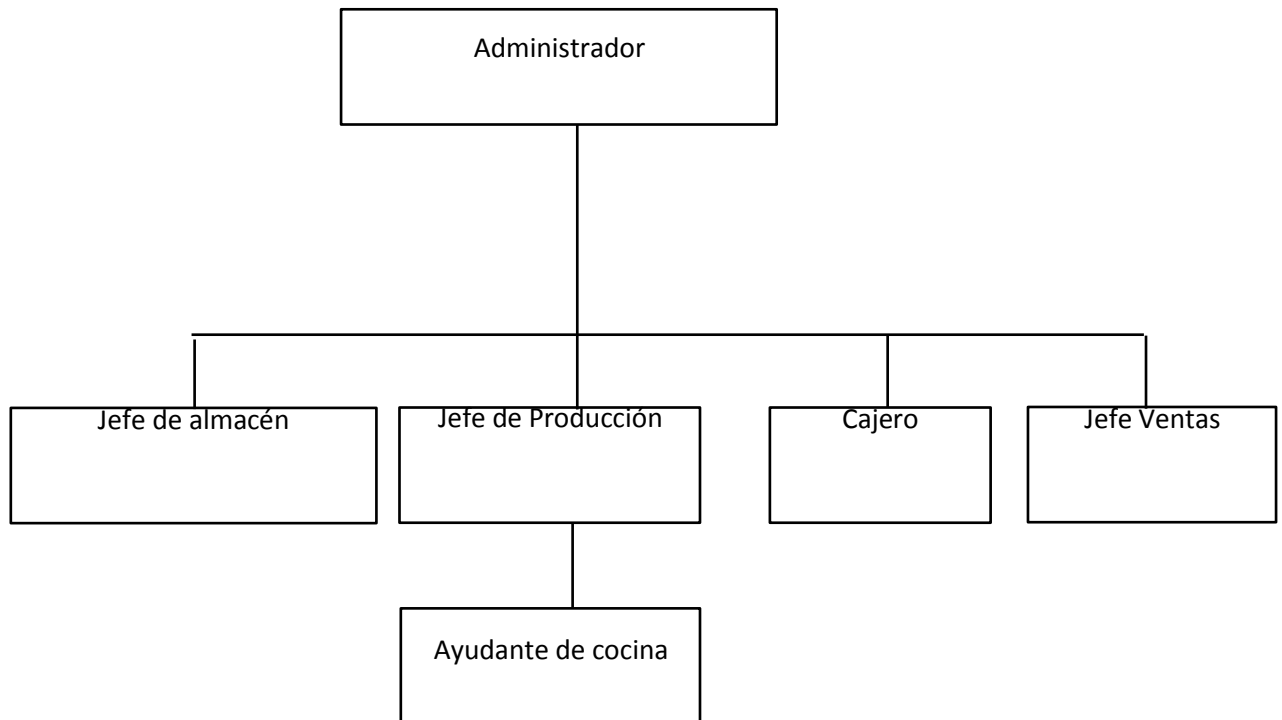 Administrador
Jefe de almacén
Jefe de Producción
Cajero
Jefe Ventas
Ayudante de cocina